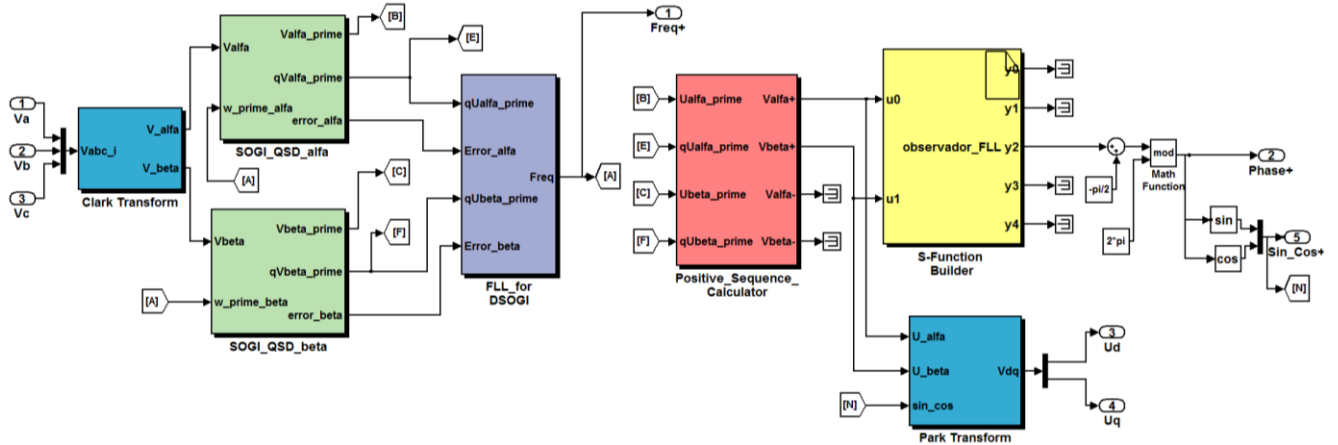 1
Va
2
Vb
3
Vc
Vabc_i
V_alfa
V_beta
Clark Transform
Valfa
w_prime_alfa
Valfa_prime
qValfa_prime
error_alfa
SOGI_QSD_alfa
[A]
[B]
[E]
Vbeta
w_prime_beta
Vbeta_prime
qVbeta_prime
error_beta
SOGI_QSD_beta
[A]
[C]
[F]
qUalfa_prime
Error_alfa
qUbeta_prime
Error_beta
Freq
FLL_for
DSOGI
[A]
1
Freq+
[B]
[E]
[C]
[F]
Ualfa_prime
qUalfa_prime
Ubeta_prime
qUbeta_prime
Valfa+
Vbeta+
Valfa-
Vbeta-
Positive_Sequence_
Calculator
u0
u1
observador_FLL
y0
y1
y2
y3
y4
S-Function
Builder
-pi/2
2*pi
mod
Math
Function
2
Phase+
sin
cos
5
Sin_Cos+
[N]
[N]
U_alfa
U_beta
sin_cos
Vdq
Park Transform
3
Ud
4
Uq